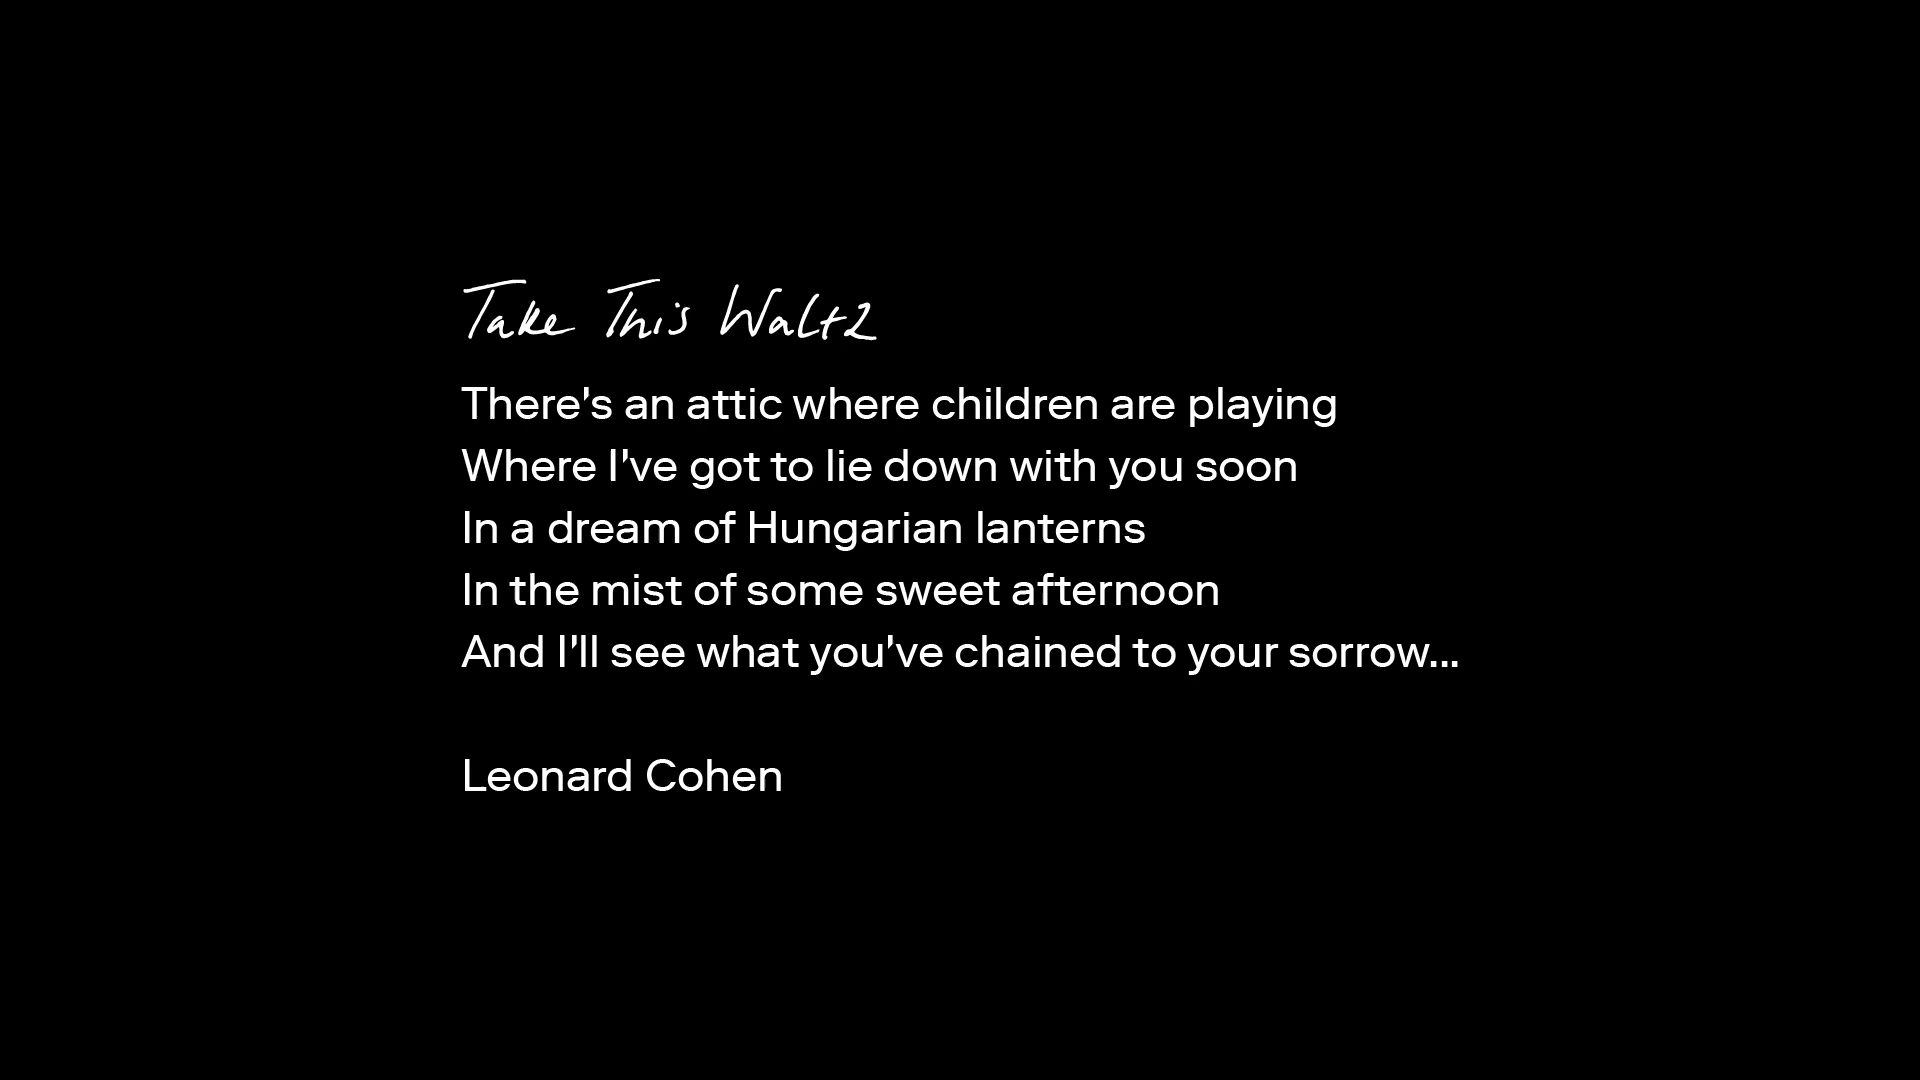 Take This Waltz
There's an attic where children are playing
Where I've got to lie down with you soon
In a dream of Hungarian lanterns
In the mist of some sweet afternoon
And I'll see what you've chained to your sorrow...
Leonard Cohen